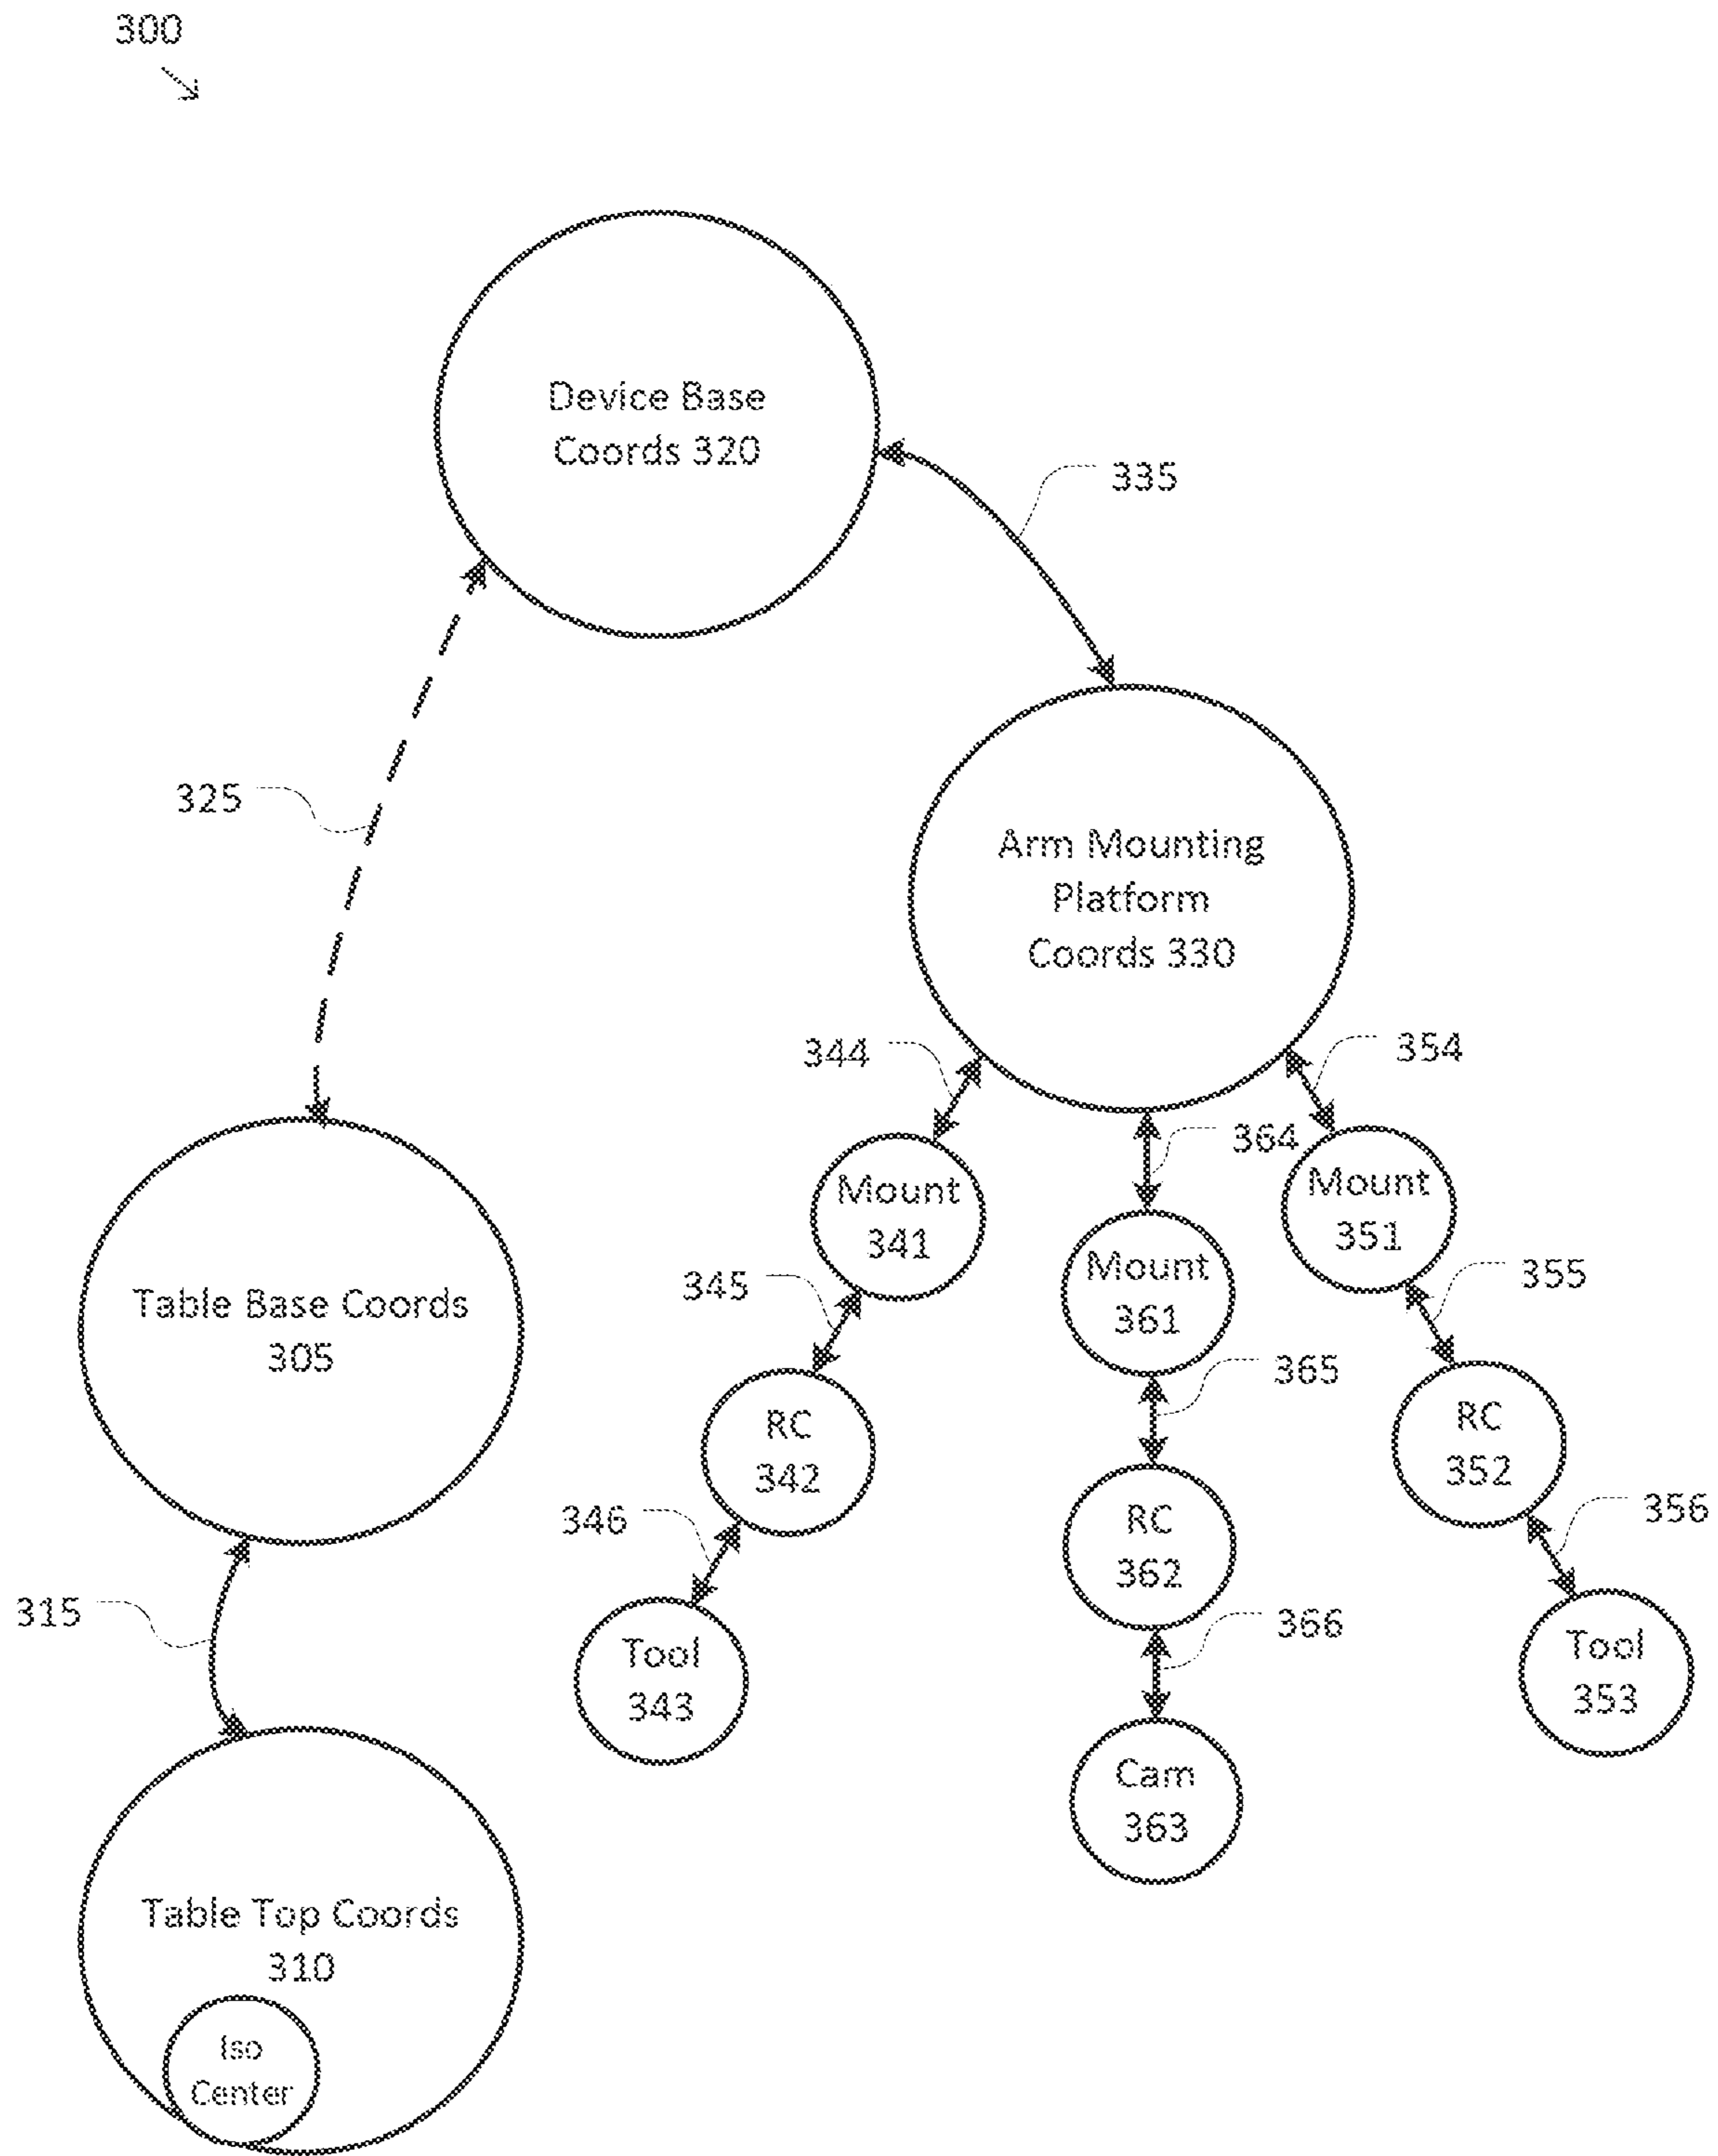 300
Device Base
Coords 320
335
325
Arm Mounting
Platform
Coords 330
344
354
364
Mount
341
Mount
351
Mount
361
345
355
Table Base Coords
305
365
RC
342
RC
352
RC
362
346
356
315
366
Tool
343
Tool
353
Cam
363
Table Top Coords
310
Iso
Center